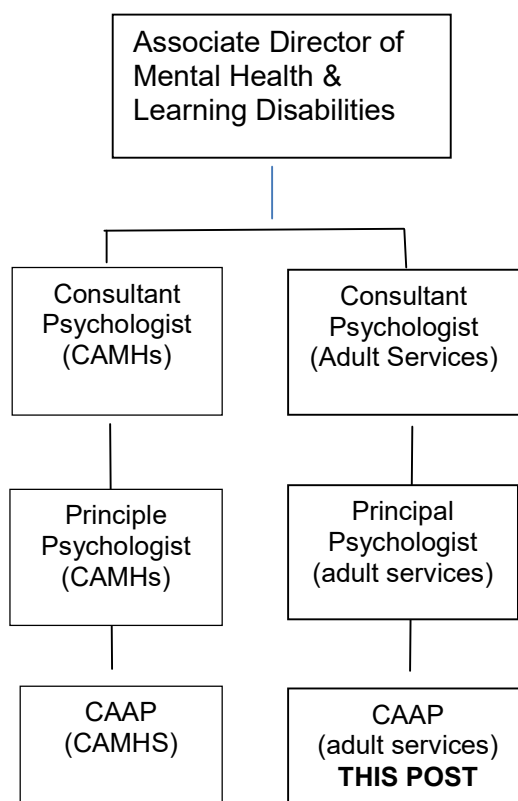 Associate Director of
Mental Health &
Learning Disabilities
Consultant
Psychologist
(CAMHs)
Consultant
Psychologist
(Adult Services)
Principle
Psychologist
(CAMHs)
Principal
Psychologist
(adult services)
CAAP
(CAMHS)
CAAP
(adult services)
THIS POST